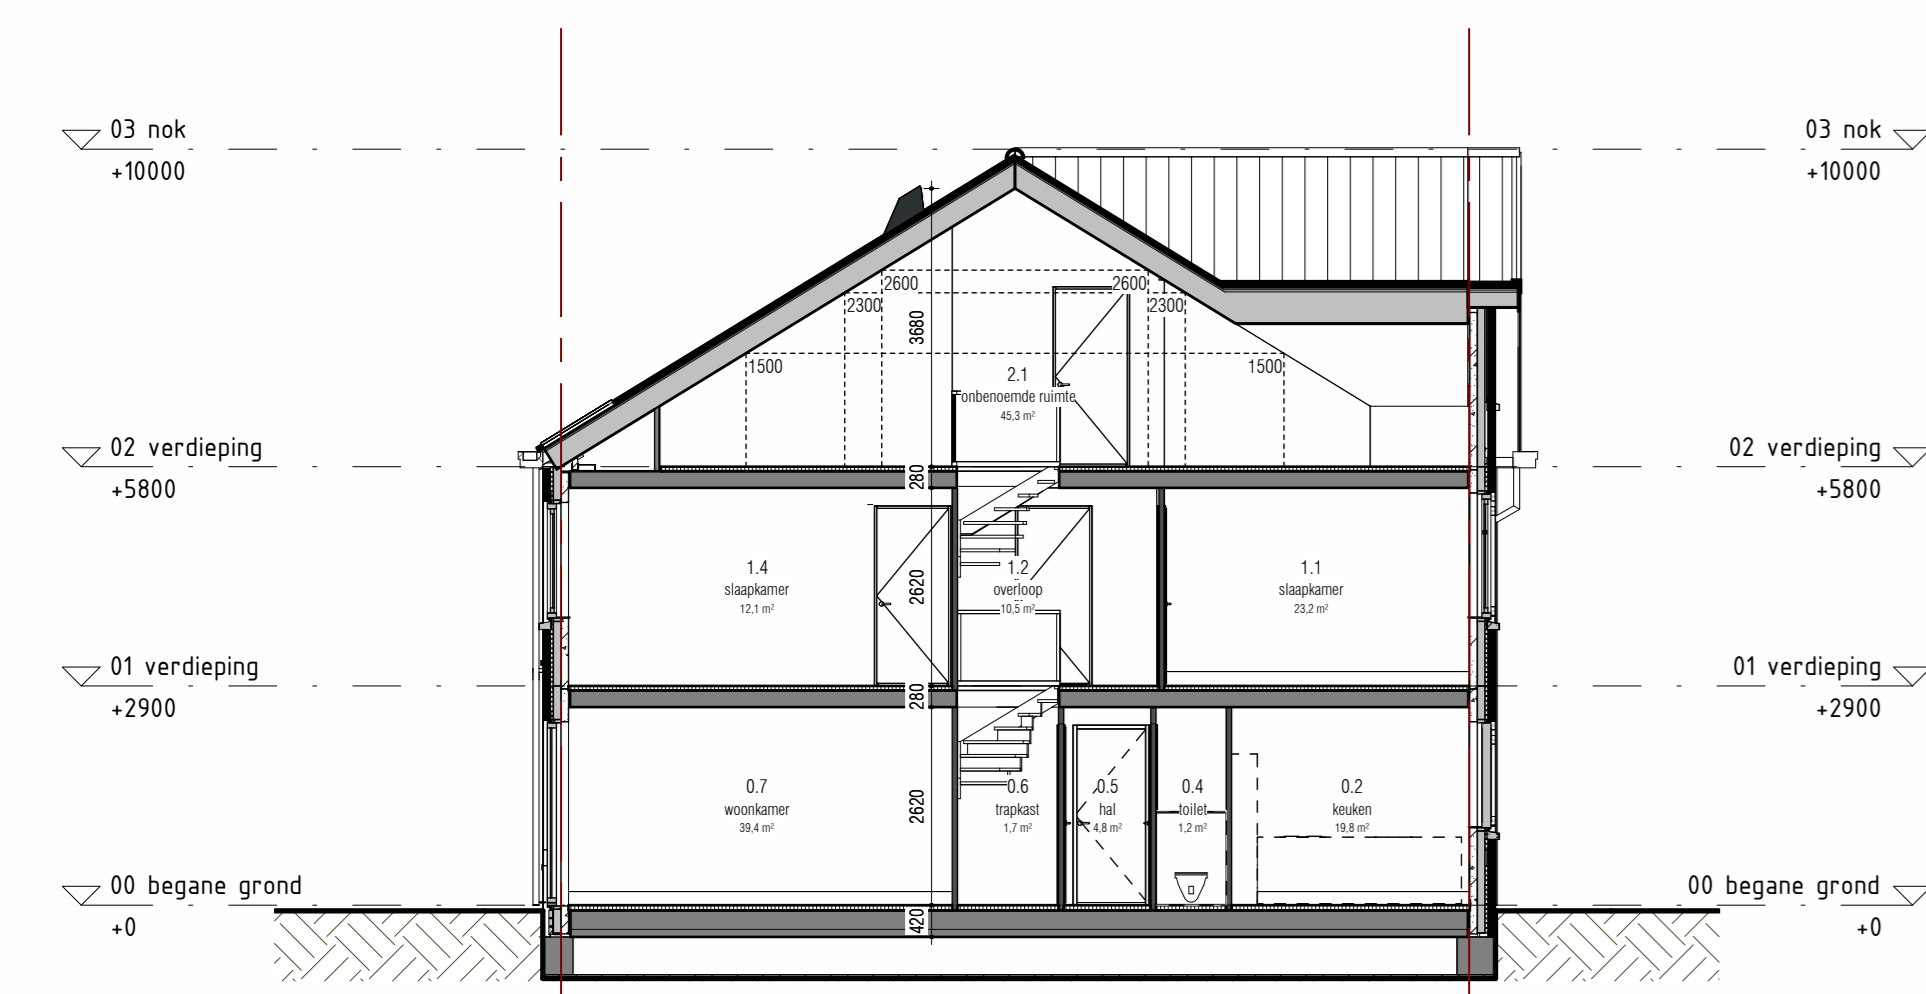 03 nok
03 nok
+10000
+10000
2600
2600
2300
2300
3680
1500
1500
2.1
onbenoemde ruimte
45,3 m²
02 verdieping
02 verdieping
+5800
+5800
280
1.4
slaapkamer
12,1 m²
2620
1.2
overloop
10,5 m²
1.1
slaapkamer
23,2 m²
01 verdieping
01 verdieping
+2900
+2900
280
0.7
woonkamer
39,4 m²
2620
0.6
trapkast
1,7 m²
0.5
hal
4,8 m²
0.4
toilet
1,2 m²
0.2
keuken
19,8 m²
00 begane grond
00 begane grond
+0
+0
420